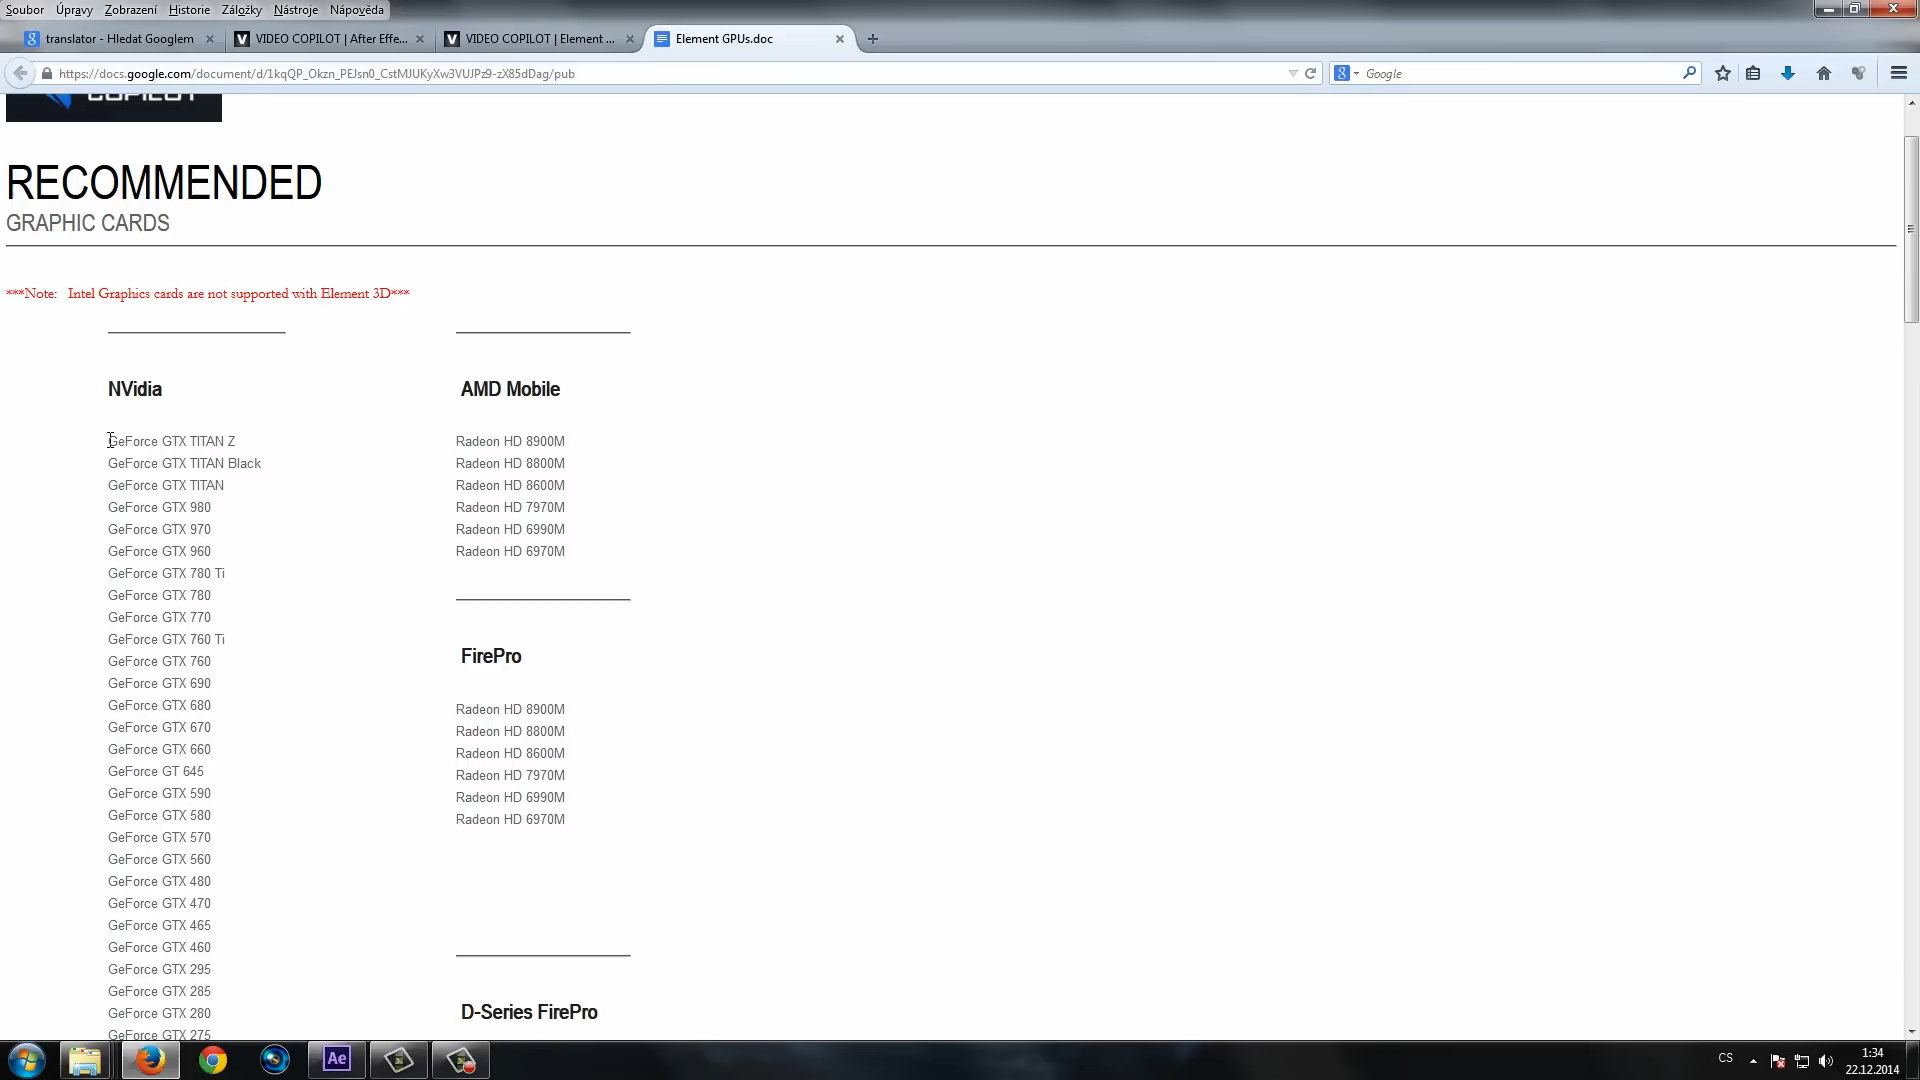 Soubor Úpravy Zobrazení Historie Záložky Nástroje Nápověda
translator - Hledat Googlem
VIDEO COPILOT | After Effe...
VIDEO COPILOT | Element ...
Element GPUs.doc
https://docs.google.com/document/d/1kqQP_Okzn_PEJsn0_CstMJUKyXw3VUJPz9-zX85dDag/pub
Google
COPILOT
RECOMMENDED
GRAPHIC CARDS
***Note: Intel Graphics cards are not supported with Element 3D***
NVidia
GeForce GTX TITAN Z
GeForce GTX TITAN Black
GeForce GTX TITAN
GeForce GTX 980
GeForce GTX 970
GeForce GTX 960
GeForce GTX 780 Ti
GeForce GTX 780
GeForce GTX 770
GeForce GTX 760 Ti
GeForce GTX 760
GeForce GTX 690
GeForce GTX 680
GeForce GTX 670
GeForce GTX 660
GeForce GT 645
GeForce GTX 590
GeForce GTX 580
GeForce GTX 570
GeForce GTX 560
GeForce GTX 480
GeForce GTX 470
GeForce GTX 465
GeForce GTX 460
GeForce GTX 295
GeForce GTX 285
GeForce GTX 280
GeForce GTX 275
AMD Mobile
Radeon HD 8900M
Radeon HD 8800M
Radeon HD 8600M
Radeon HD 7970M
Radeon HD 6990M
Radeon HD 6970M
FirePro
Radeon HD 8900M
Radeon HD 8800M
Radeon HD 8600M
Radeon HD 7970M
Radeon HD 6990M
Radeon HD 6970M
D-Series FirePro
Ae
CS
1:34
22.12.2014